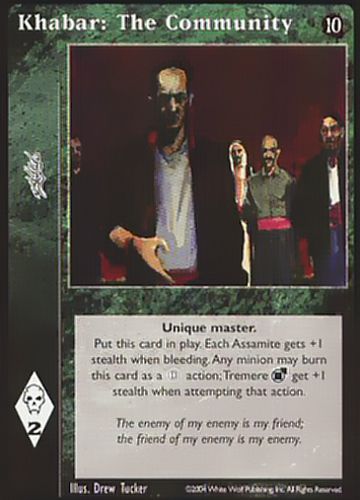 Khabar: The Community
10
Unique master.
Put this card in play. Each Assamite gets +1
stealth when bleeding. Any minion may burn
this card as a Ⓓ action; Tremere get +1
stealth when attempting that action.
The enemy of my enemy is my friend;
the friend of my enemy is my enemy.
2
Illus. Drew Tucker
©2004 White Wolf Publishing, Inc. All Rights Reserved.